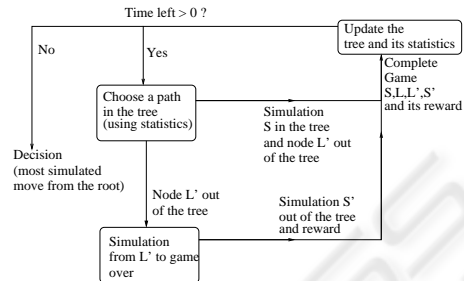 Time left > 0 ?
No
Yes
Update the
tree and its statistics
Complete
Game
S,L,L',S'
and its reward
Choose a path
in the tree
(using statistics)
Simulation
S in the tree
and node L' out
of the tree
Decision
(most simulated
move from the root)
Node L' out
of the tree
Simulation S'
out of the tree
and reward
Simulation
from L' to game
over